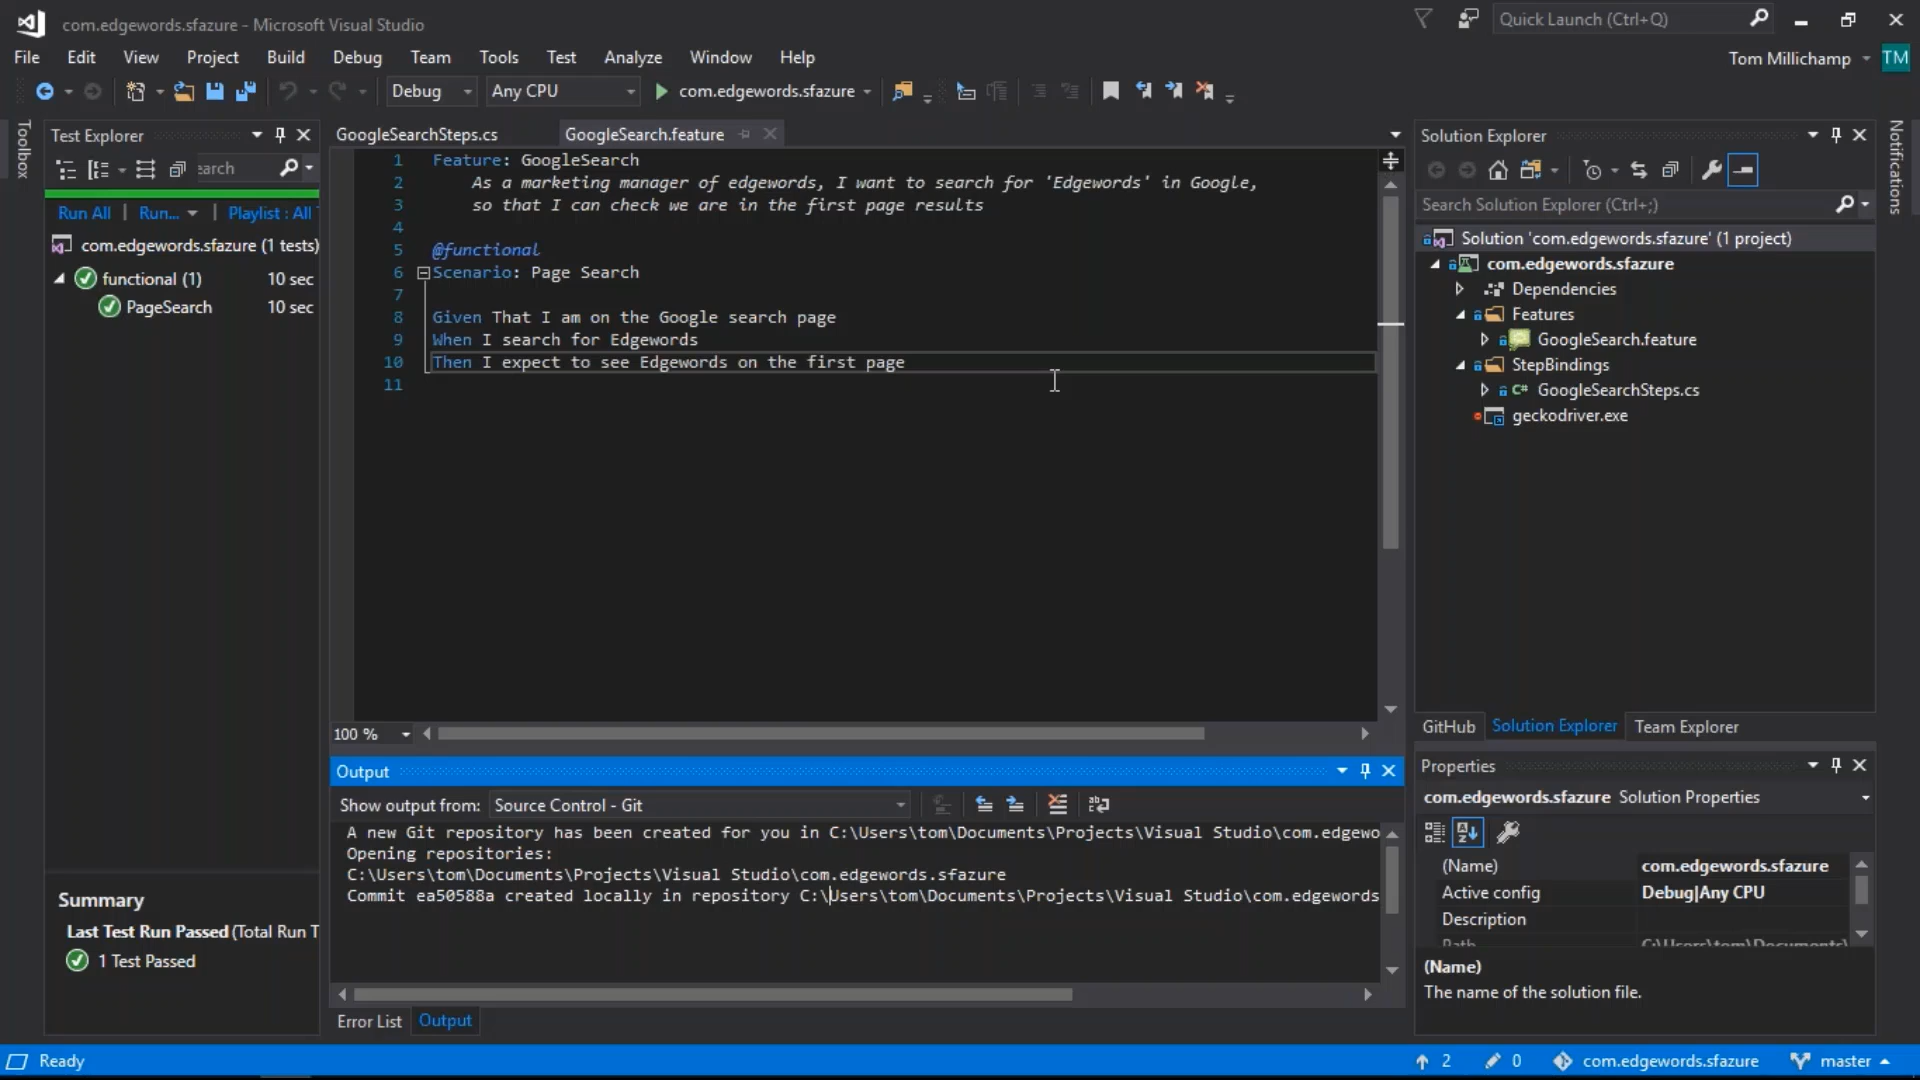 com.edgewords.sfazure - Microsoft Visual Studio
Quick Launch (Ctrl+Q)
File Edit View Project Build Debug Team Tools Test Analyze Window Help
Tom Millichamp TM
Debug Any CPU com.edgewords.sfazure
Toolbox
Test Explorer
Run All | Run... | Playlist : All
com.edgewords.sfazure (1 tests)
functional (1) 10 sec
PageSearch 10 sec
Summary
Last Test Run Passed (Total Run T
1 Test Passed
GoogleSearchSteps.cs GoogleSearch.feature
1 Feature: GoogleSearch
2 As a marketing manager of edgewords, I want to search for 'Edgewords' in Google,
3 so that I can check we are in the first page results
4
5 @functional
6 Scenario: Page Search
7
8 Given That I am on the Google search page
9 When I search for Edgewords
10 Then I expect to see Edgewords on the first page
11
100 %
Output
Show output from: Source Control - Git
A new Git repository has been created for you in C:\Users\tom\Documents\Projects\Visual Studio\com.edgewo
Opening repositories:
C:\Users\tom\Documents\Projects\Visual Studio\com.edgewords.sfazure
Commit ea50588a created locally in repository C:\Users\tom\Documents\Projects\Visual Studio\com.edgewords
Error List Output
Solution Explorer
Search Solution Explorer (Ctrl+;)
Solution 'com.edgewords.sfazure' (1 project)
com.edgewords.sfazure
Dependencies
Features
GoogleSearch.feature
StepBindings
C# GoogleSearchSteps.cs
geckodriver.exe
GitHub Solution Explorer Team Explorer
Properties
com.edgewords.sfazure Solution Properties
(Name) com.edgewords.sfazure
Active config Debug|Any CPU
Description
(Name)
The name of the solution file.
Notifications
Ready
2 0 com.edgewords.sfazure master